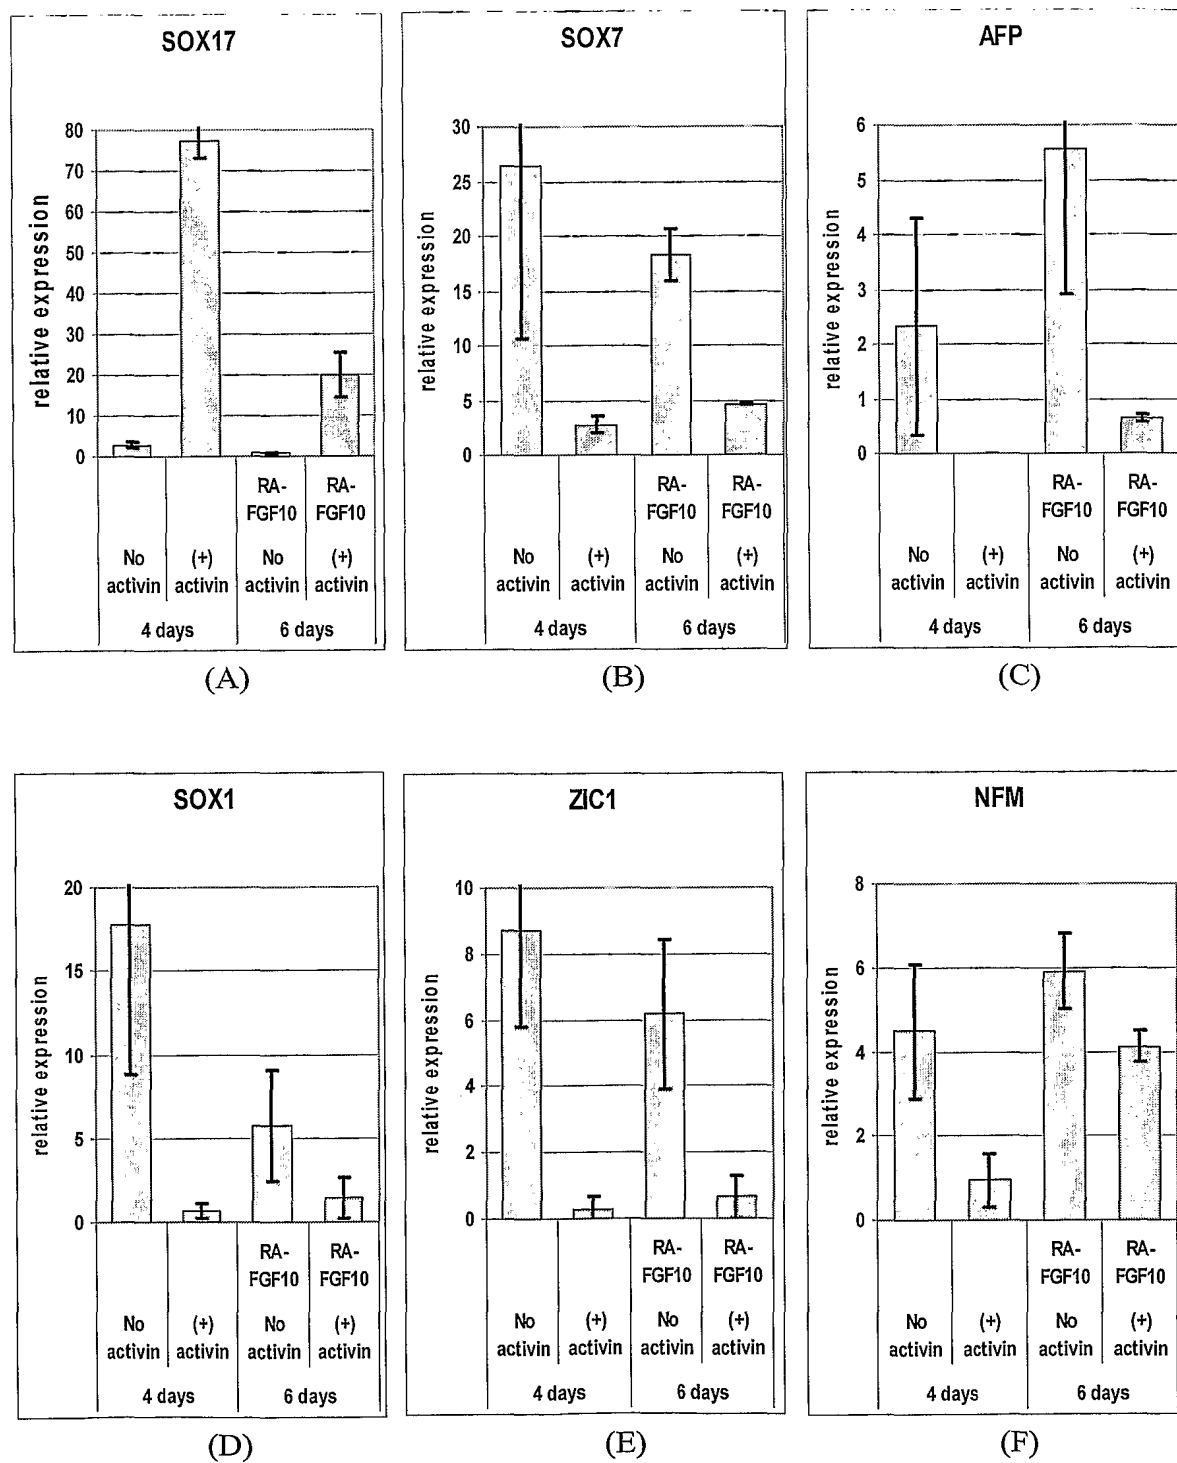 SOX17
relative expression
80
70
60
50
40
30
20
10
0
RA-
FGF10
RA-
FGF10
No
activin
(+)
activin
No
activin
(+)
activin
4 days
6 days
(A)
SOX7
relative expression
30
25
20
15
10
5
0
RA-
FGF10
RA-
FGF10
No
activin
(+)
activin
No
activin
(+)
activin
4 days
6 days
(B)
AFP
relative expression
6
5
4
3
2
1
0
RA-
FGF10
RA-
FGF10
No
activin
(+)
activin
No
activin
(+)
activin
4 days
6 days
(C)
SOX1
relative expression
20
15
10
5
0
RA-
FGF10
RA-
FGF10
No
activin
(+)
activin
No
activin
(+)
activin
4 days
6 days
(D)
ZIC1
relative expression
10
8
6
4
2
0
RA-
FGF10
RA-
FGF10
No
activin
(+)
activin
No
activin
(+)
activin
4 days
6 days
(E)
NFM
relative expression
8
6
4
2
0
RA-
FGF10
RA-
FGF10
No
activin
(+)
activin
No
activin
(+)
activin
4 days
6 days
(F)